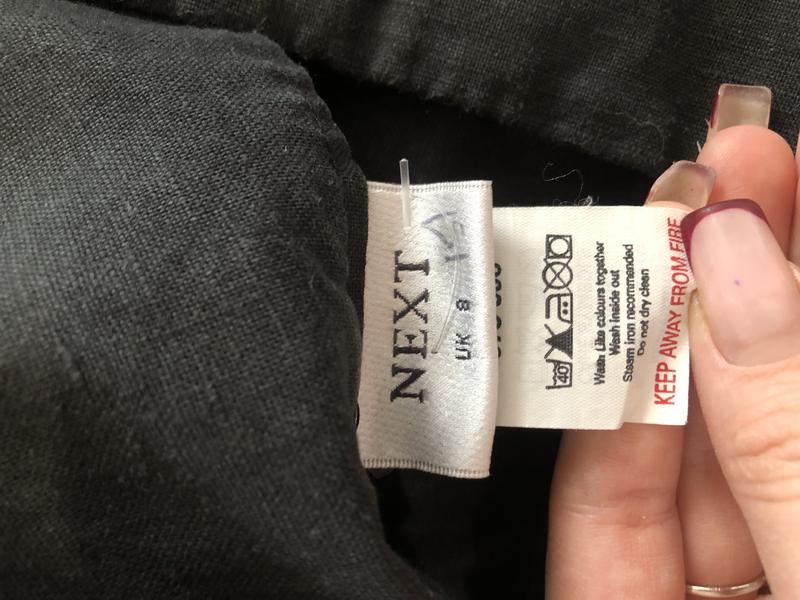 NEXT
UK 8
40
Wash Like colours together
Wash inside out
Steam iron recommended
Do not dry clean
KEEP AWAY FROM FIRE